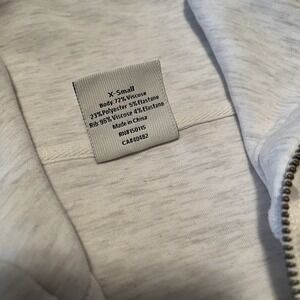 X-Small
Body 72% Viscose
23% Polyester 5% Elastane
Rib 96% Viscose 4% Elastane
Made in China
RN#150115
CA#40482